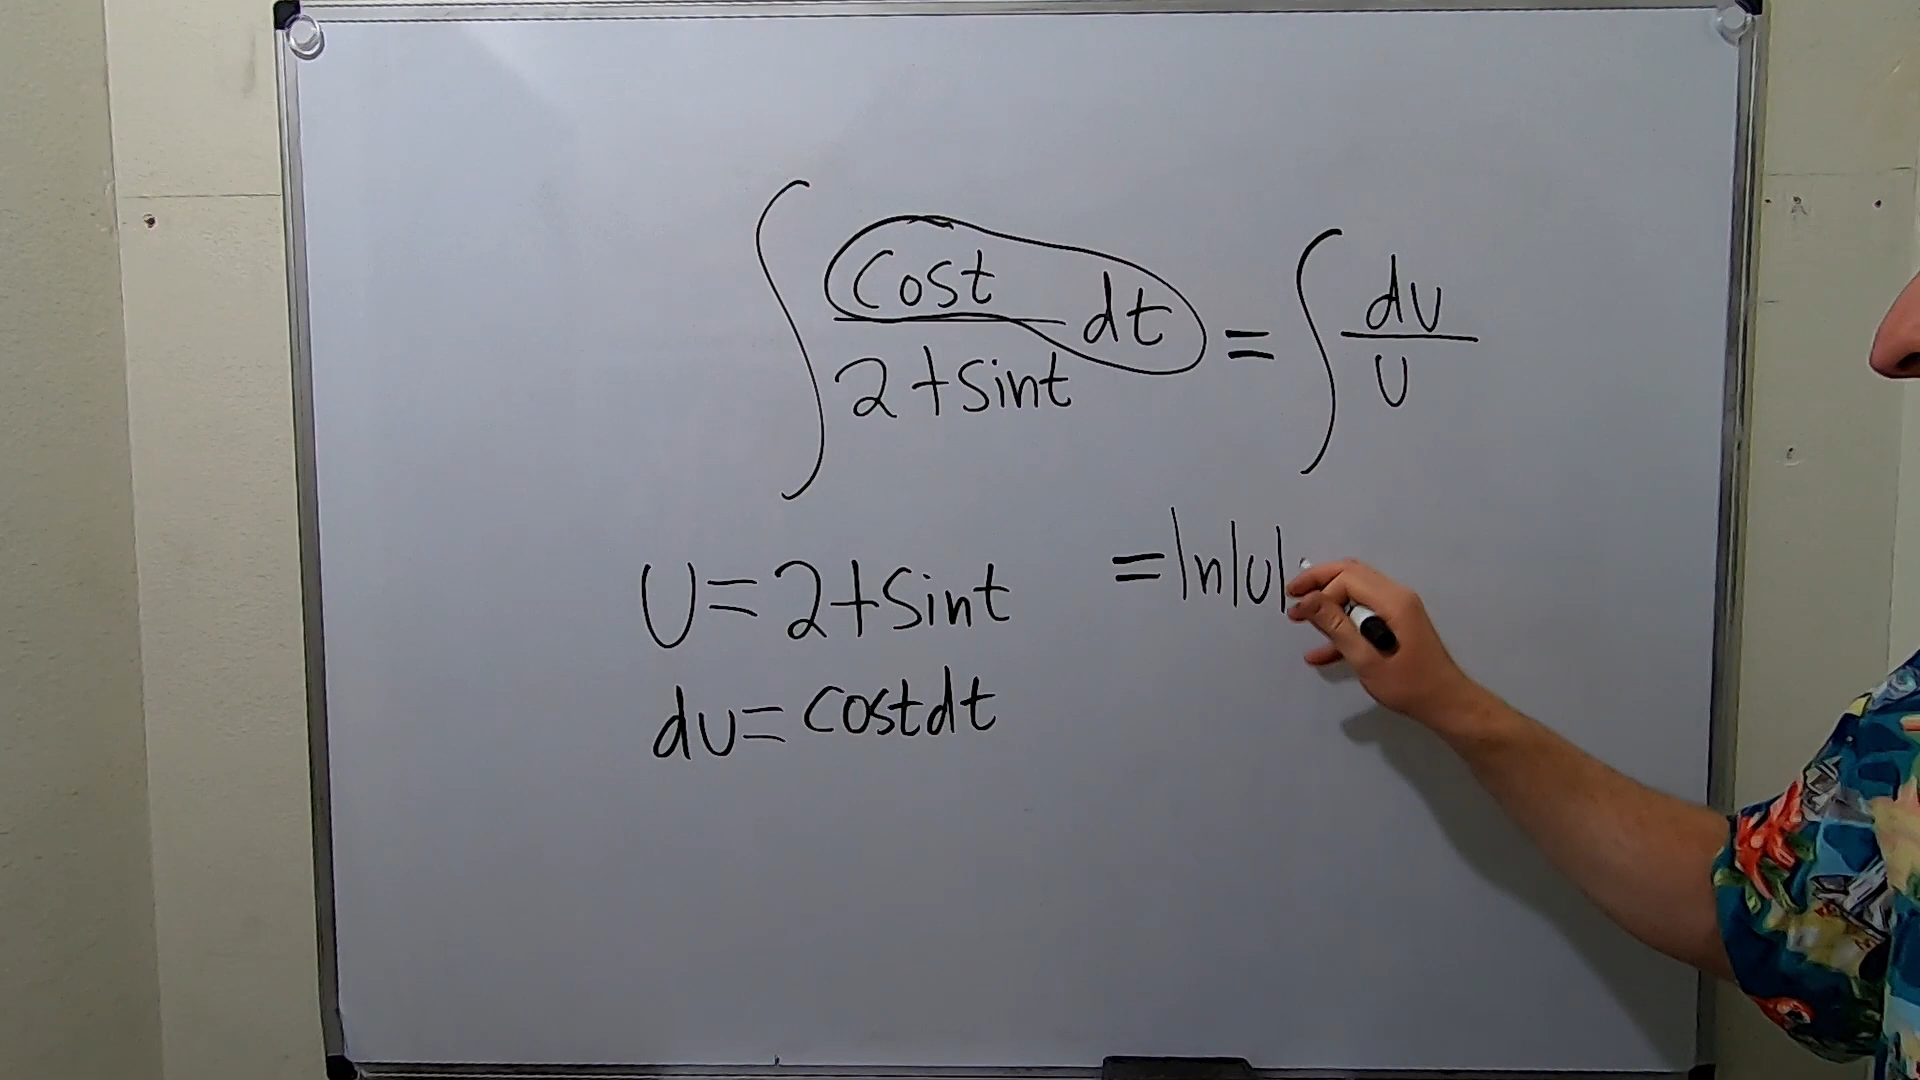 ∫ cost/(2+sint) dt = ∫ du/u
u=2+sint
=ln|u|
du=costdt